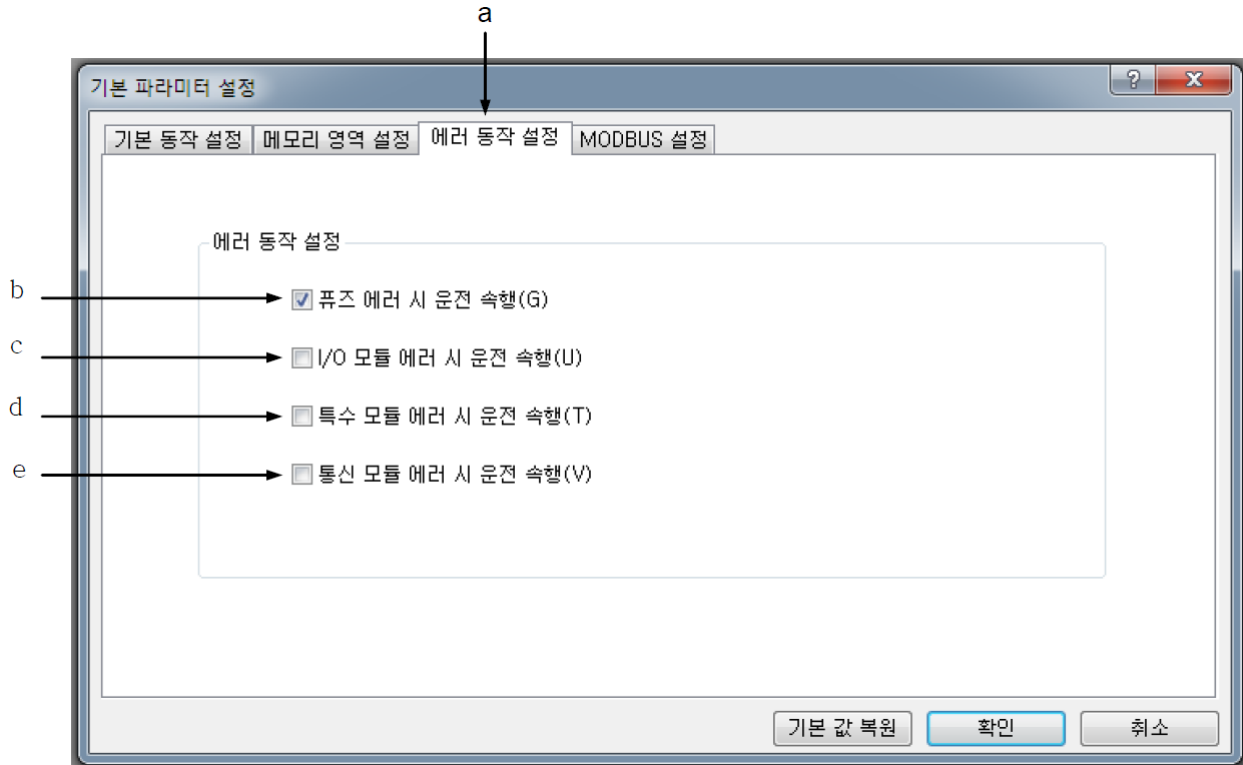 a
기본 파라미터 설정
기본 동작 설정 메모리 영역 설정 에러 동작 설정 MODBUS 설정
에러 동작 설정
b 퓨즈 에러 시 운전 속행(G)
c I/O 모듈 에러 시 운전 속행(U)
d 특수 모듈 에러 시 운전 속행(T)
e 통신 모듈 에러 시 운전 속행(V)
기본 값 복원 확인 취소